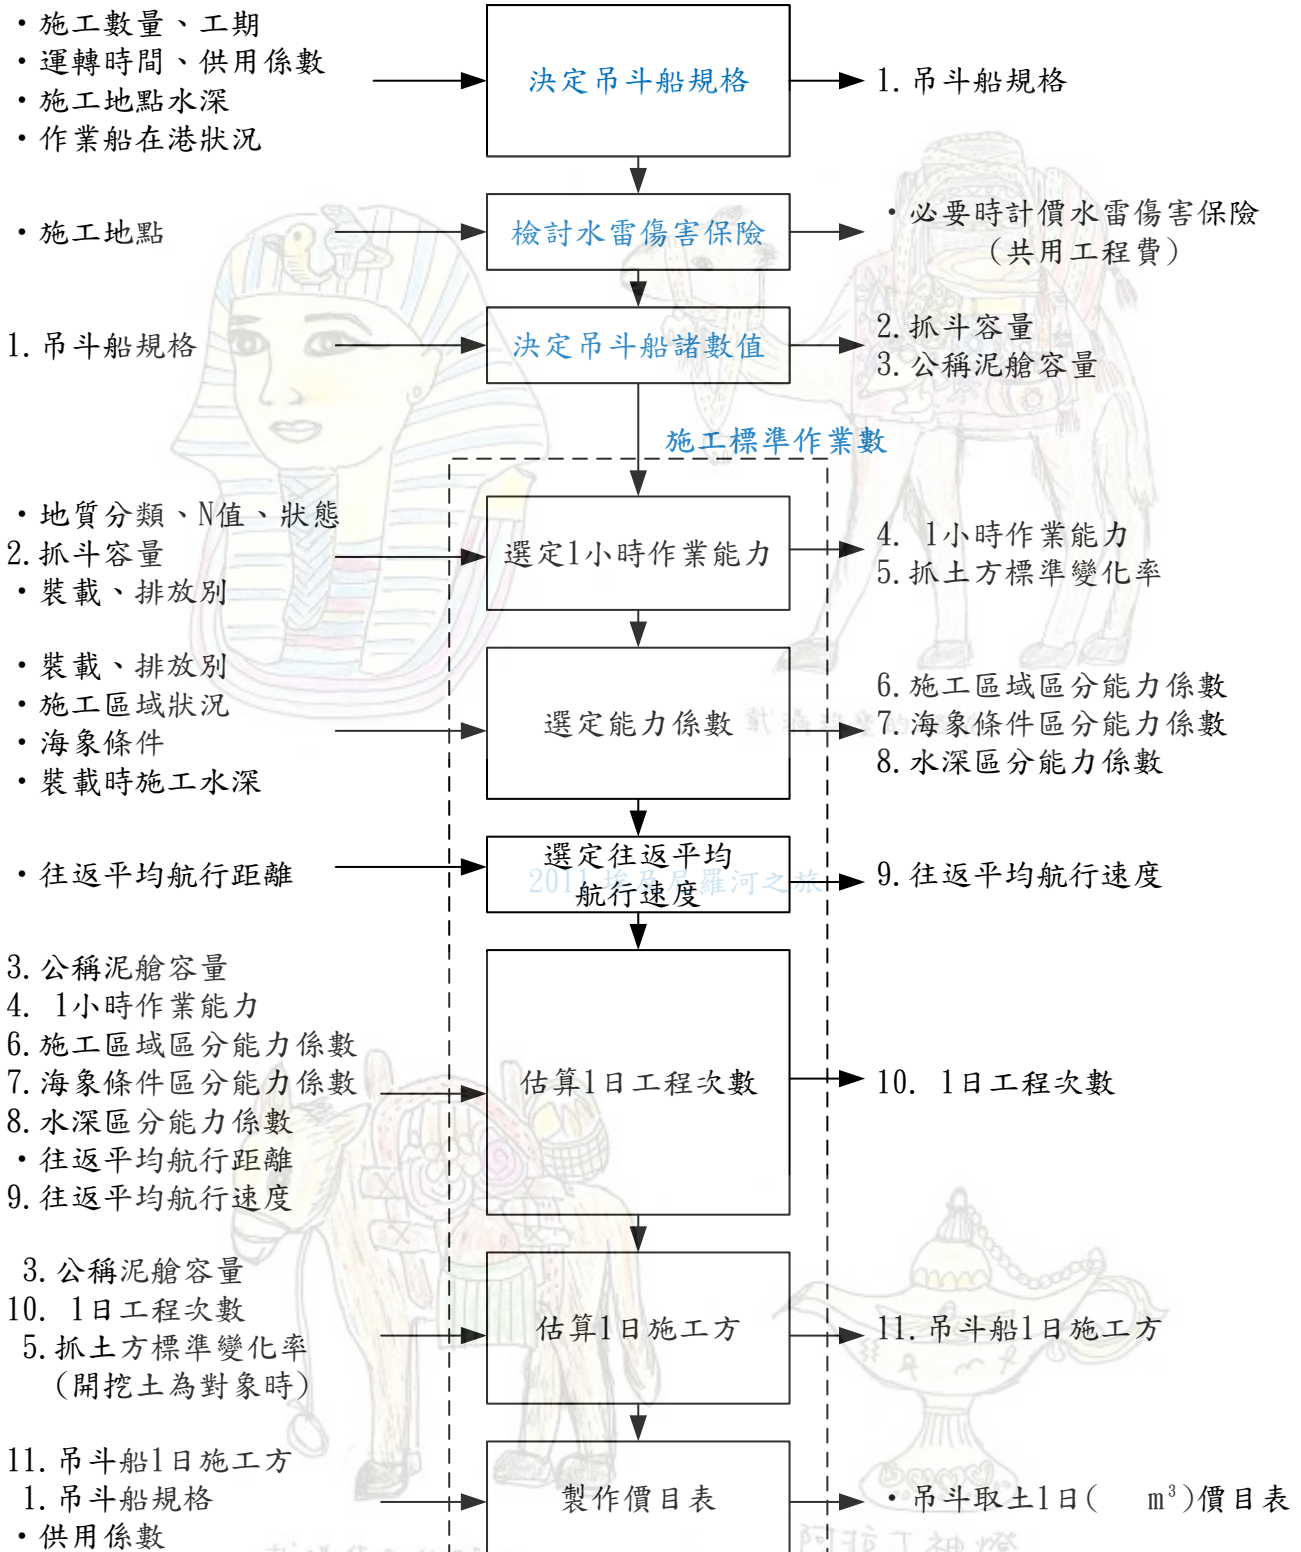 ・施工數量、工期
・運轉時間、供用係數
・施工地點水深
・作業船在港狀況
決定吊斗船規格
1.吊斗船規格
・施工地點
檢討水雷傷害保險
・必要時計價水雷傷害保險
(共用工程費)
1.吊斗船規格
決定吊斗船諸數值
2.抓斗容量
3.公稱泥艙容量
施工標準作業數
・地質分類、N值、狀態
2.抓斗容量
・裝載、排放別
選定1小時作業能力
4. 1小時作業能力
5.抓土方標準變化率
・裝載、排放別
・施工區域狀況
・海象條件
・裝載時施工水深
選定能力係數
6.施工區域區分能力係數
7.海象條件區分能力係數
8.水深區分能力係數
・往返平均航行距離
選定往返平均
航行速度
2011 埃及尼羅河之旅
9.往返平均航行速度
3.公稱泥艙容量
4. 1小時作業能力
6.施工區域區分能力係數
7.海象條件區分能力係數
8.水深區分能力係數
・往返平均航行距離
9.往返平均航行速度
估算1日工程次數
10. 1日工程次數
3.公稱泥艙容量
10. 1日工程次數
5.抓土方標準變化率
(開挖土為對象時)
估算1日施工方
11.吊斗船1日施工方
11.吊斗船1日施工方
1.吊斗船規格
・供用係數
製作價目表
・吊斗取土1日( m³)價目表